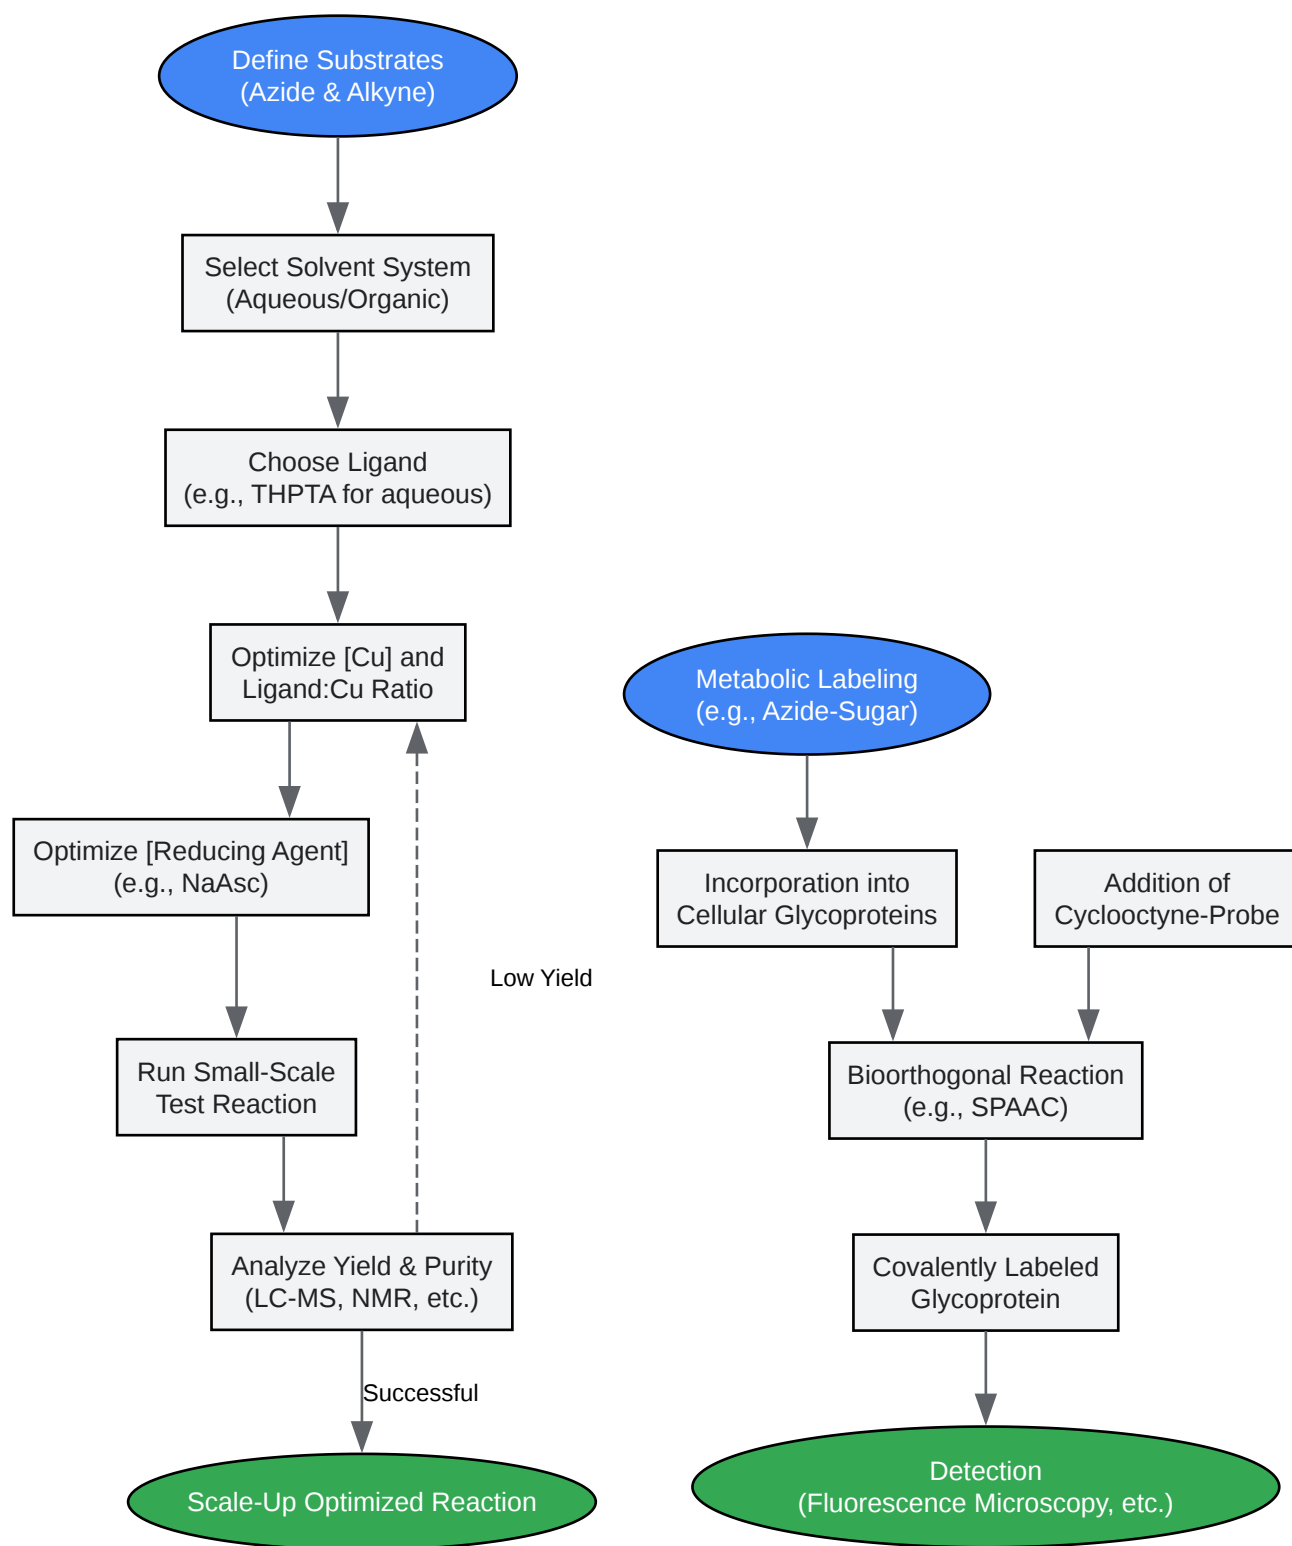 Define Substrates
(Azide & Alkyne)
Select Solvent System
(Aqueous/Organic)
Choose Ligand
(e.g., THPTA for aqueous)
Optimize [Cu] and
Ligand:Cu Ratio
Optimize [Reducing Agent]
(e.g., NaAsc)
Low Yield
Run Small-Scale
Test Reaction
Analyze Yield & Purity
(LC-MS, NMR, etc.)
Successful
Scale-Up Optimized Reaction
Metabolic Labeling
(e.g., Azide-Sugar)
Incorporation into
Cellular Glycoproteins
Addition of
Cyclooctyne-Probe
Bioorthogonal Reaction
(e.g., SPAAC)
Covalently Labeled
Glycoprotein
Detection
(Fluorescence Microscopy, etc.)